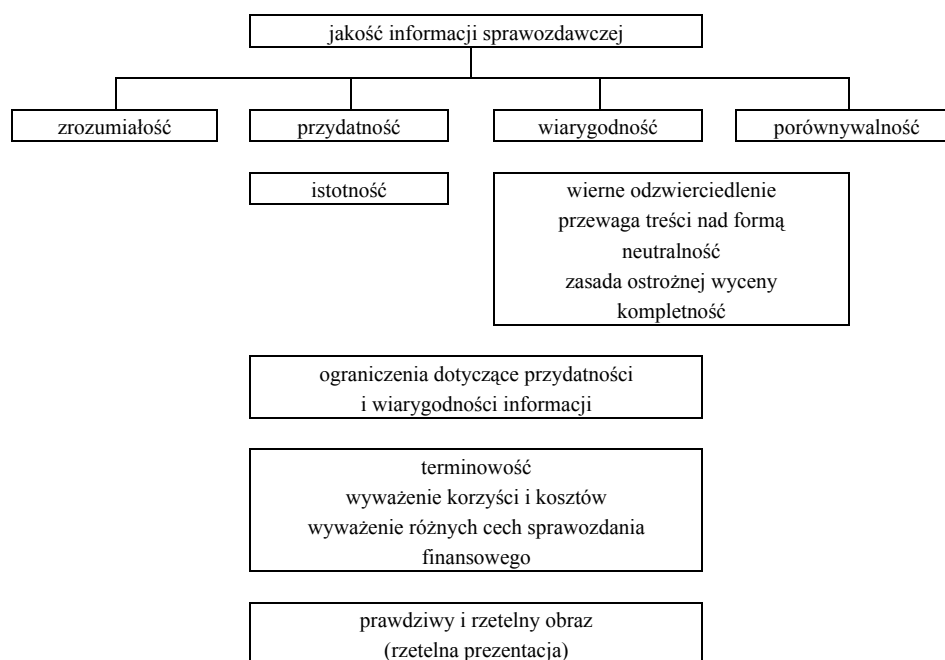 jakość informacji sprawozdawczej
zrozumiałość
przydatność
wiarygodność
porównywalność
istotność
wierne odzwierciedlenie
przewaga treści nad formą
neutralność
zasada ostrożnej wyceny
kompletność
ograniczenia dotyczące przydatności
i wiarygodności informacji
terminowość
wyważenie korzyści i kosztów
wyważenie różnych cech sprawozdania
finansowego
prawdziwy i rzetelny obraz
(rzetelna prezentacja)